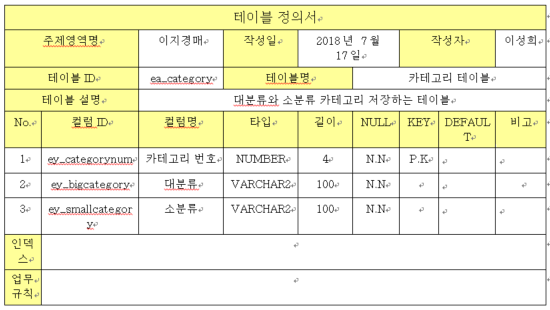 테이블 정의서
주제영역명 이지경매 작성일 2018년 7월 17일 작성자 이성희
테이블 ID ea_category 테이블명 카테고리 테이블
테이블 설명 대분류와 소분류 카테고리 저장하는 테이블
No. 컬럼 ID 컬럼명 타입 길이 NULL KEY DEFAULT 비고
1 ey_categorynum 카테고리 번호 NUMBER 4 N.N P.K
2 ey_bigcategory 대분류 VARCHAR2 100 N.N
3 ey_smallcategory 소분류 VARCHAR2 100 N.N
인덱스
업무
규칙